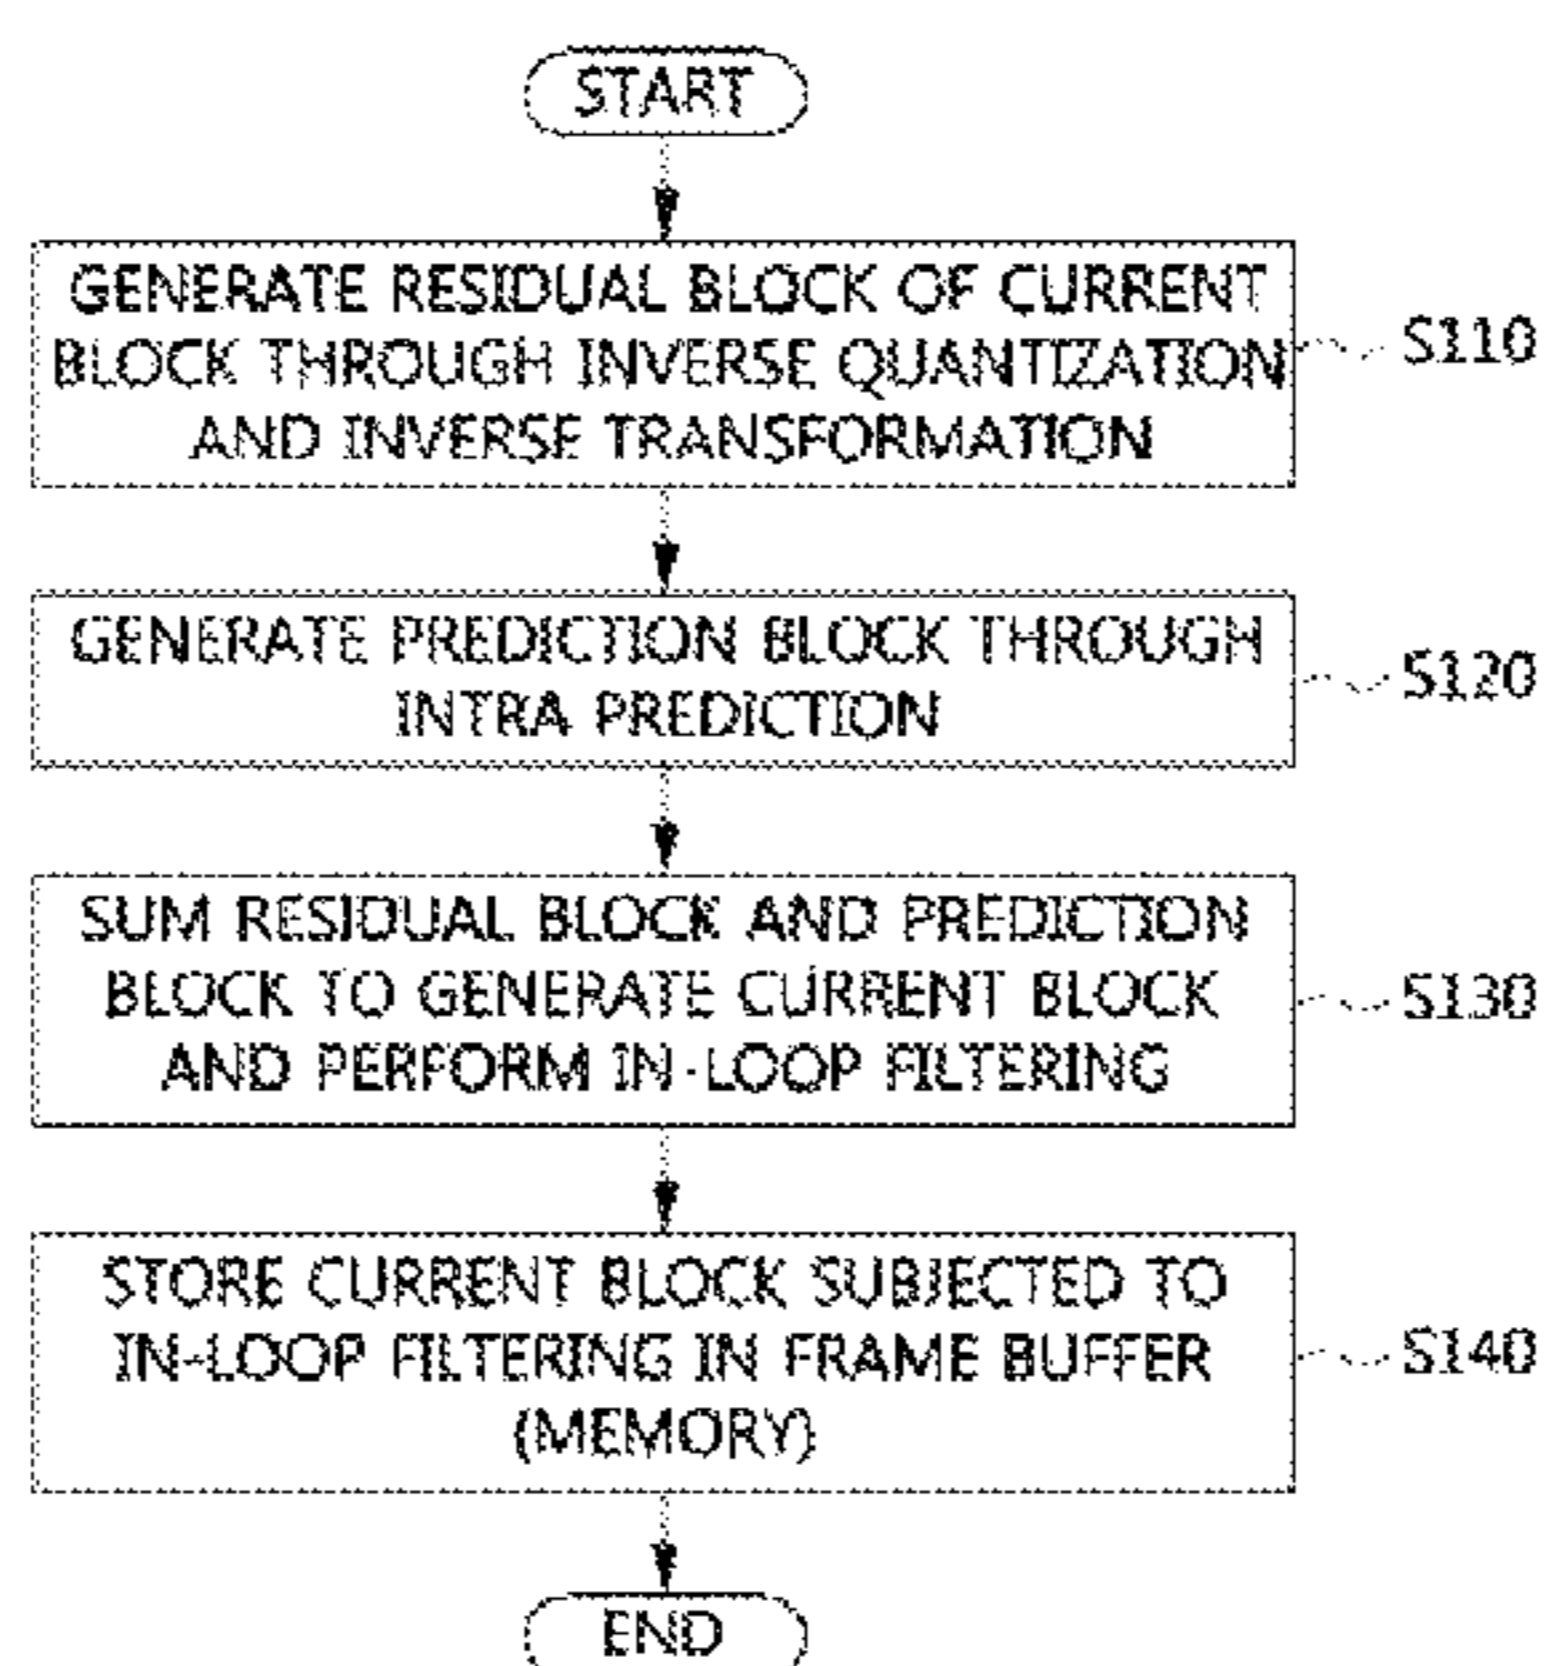 START
GENERATE RESIDUAL BLOCK OF CURRENT
BLOCK THROUGH INVERSE QUANTIZATION
AND INVERSE TRANSFORMATION
S110
GENERATE PREDICTION BLOCK THROUGH
INTRA PREDICTION
S120
SUM RESIDUAL BLOCK AND PREDICTION
BLOCK TO GENERATE CURRENT BLOCK
AND PERFORM IN-LOOP FILTERING
S130
STORE CURRENT BLOCK SUBJECTED TO
IN-LOOP FILTERING IN FRAME BUFFER
(MEMORY)
S140
END